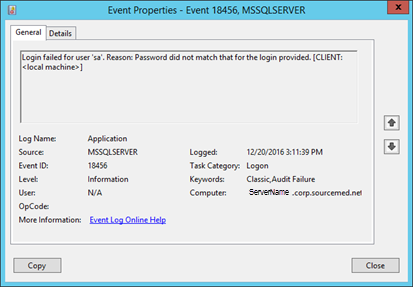 Event Properties - Event 18456, MSSQLSERVER
General Details
Login failed for user 'sa'. Reason: Password did not match that for the login provided. [CLIENT:
<local machine>]
Log Name: Application
Source: MSSQLSERVER Logged: 12/20/2016 3:11:39 PM
Event ID: 18456 Task Category: Logon
Level: Information Keywords: Classic,Audit Failure
User: N/A Computer: ServerName .corp.sourcemed.net
OpCode:
More Information: Event Log Online Help
Copy Close